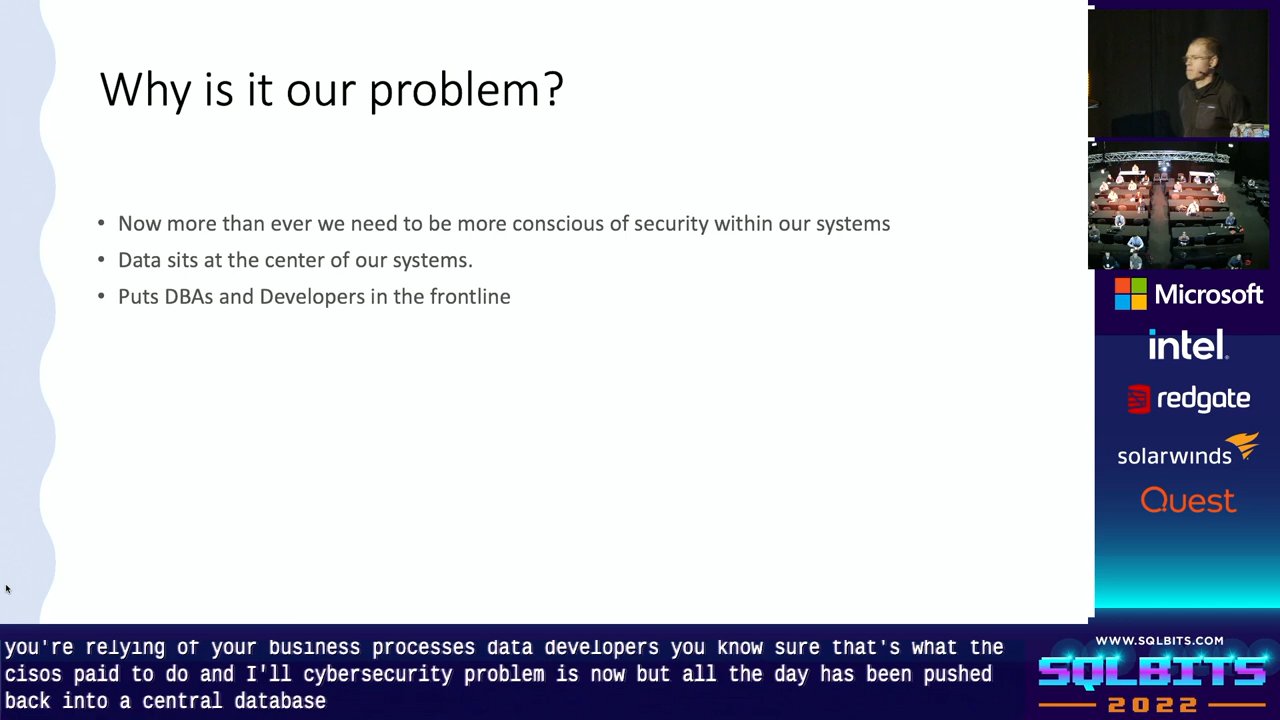 Why is it our problem?
• Now more than ever we need to be more conscious of security within our systems
• Data sits at the center of our systems.
• Puts DBAs and Developers in the frontline
Microsoft
intel.
redgate
solarwinds
Quest
you're relying of your business processes data developers you know sure that's what the
cisos paid to do and I'll cybersecurity problem is now but all the day has been pushed
back into a central database
WWW.SQLBITS.COM
SQLBITS
2022